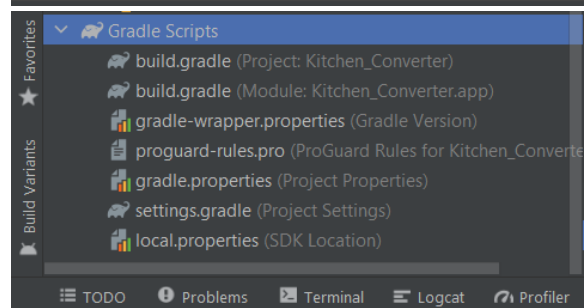 Gradle Scripts
build.gradle (Project: Kitchen_Converter)
build.gradle (Module: Kitchen_Converter.app)
gradle-wrapper.properties (Gradle Version)
proguard-rules.pro (ProGuard Rules for Kitchen_Converte
gradle.properties (Project Properties)
settings.gradle (Project Settings)
local.properties (SDK Location)
Favorites
Build Variants
TODO Problems Terminal Logcat Profiler